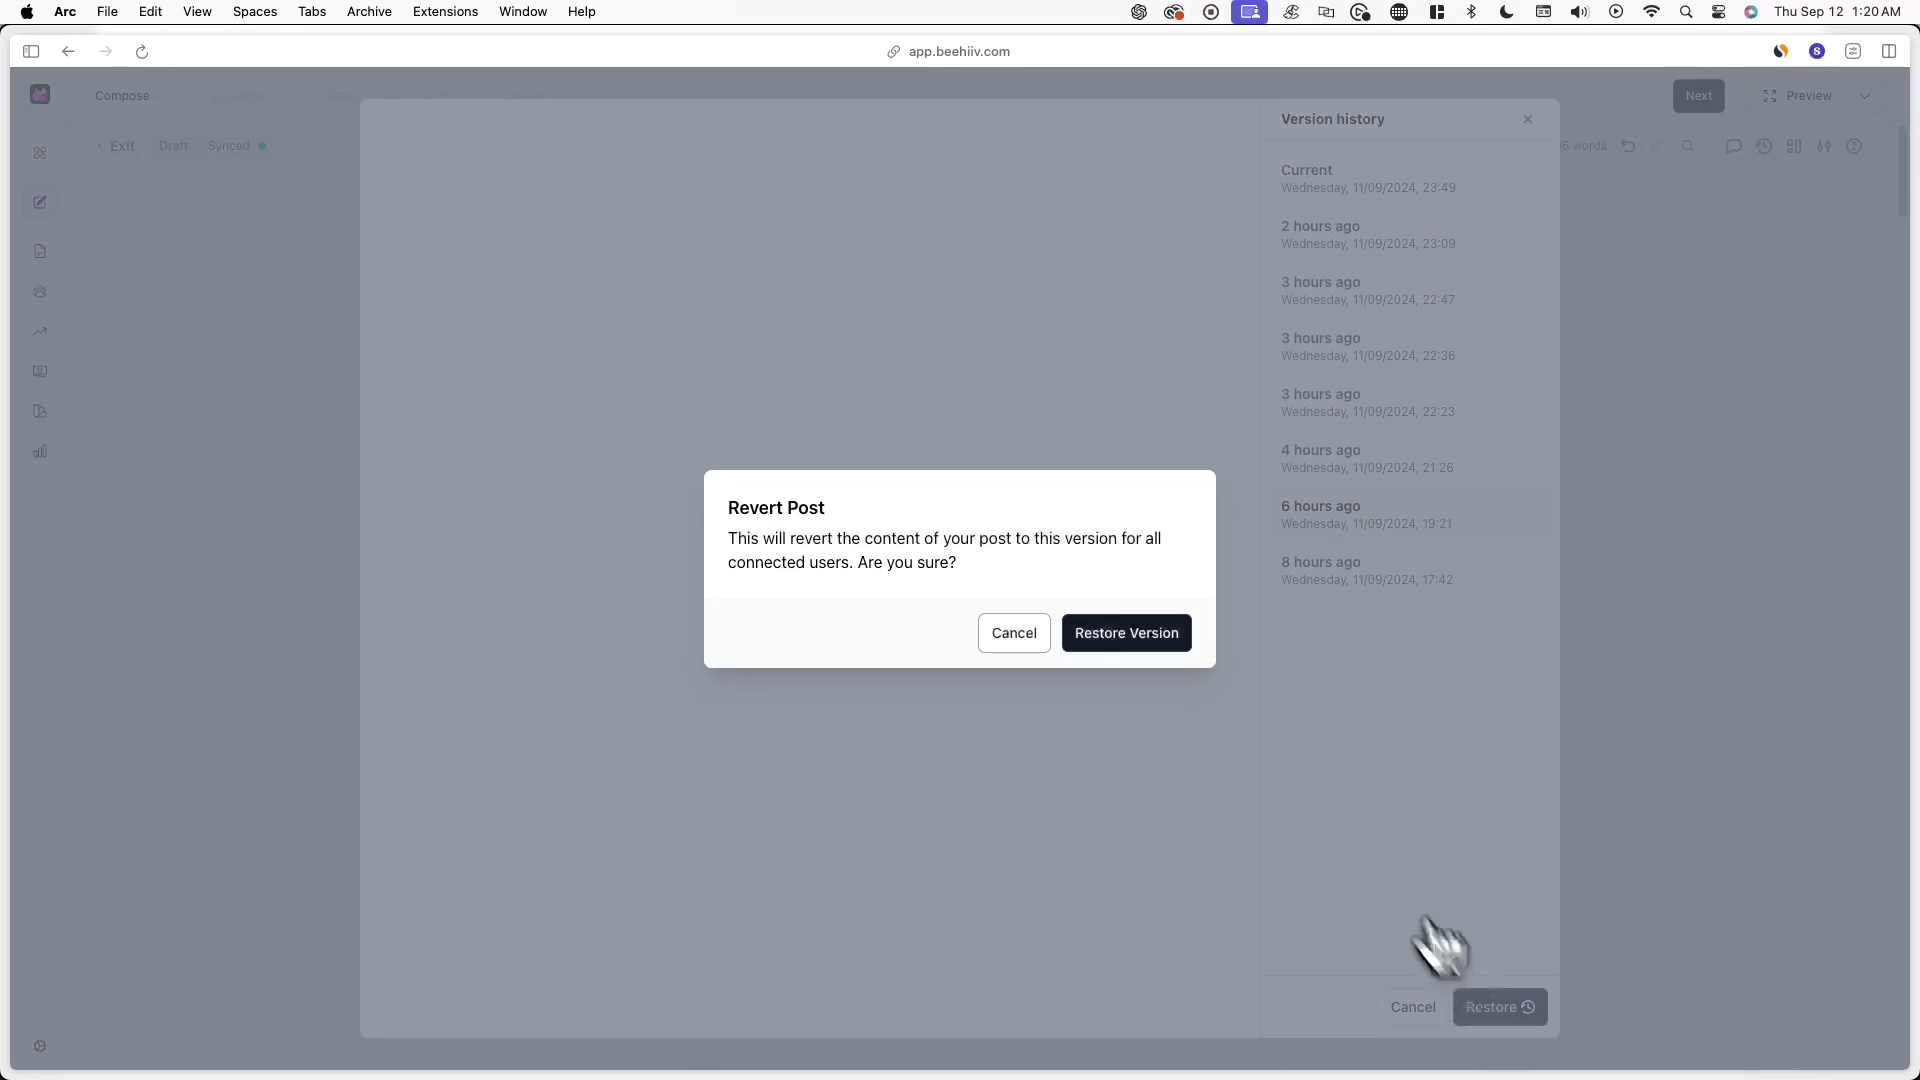 Arc File Edit View Spaces Tabs Archive Extensions Window Help Thu Sep 12 1:20 AM
app.beehiiv.com
Compose Next Preview
Version history
Exit Draft Synced 6 words
Current
Wednesday, 11/09/2024, 23:49
2 hours ago
Wednesday, 11/09/2024, 23:09
3 hours ago
Wednesday, 11/09/2024, 22:47
3 hours ago
Wednesday, 11/09/2024, 22:36
3 hours ago
Wednesday, 11/09/2024, 22:23
4 hours ago
Wednesday, 11/09/2024, 21:26
6 hours ago
Wednesday, 11/09/2024, 19:21
8 hours ago
Wednesday, 11/09/2024, 17:42
Revert Post
This will revert the content of your post to this version for all
connected users. Are you sure?
Cancel Restore Version
Cancel Restore